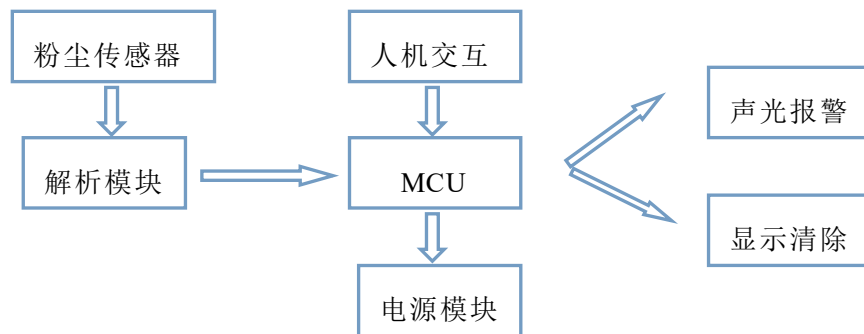 粉尘传感器
人机交互
声光报警
解析模块
MCU
显示清除
电源模块